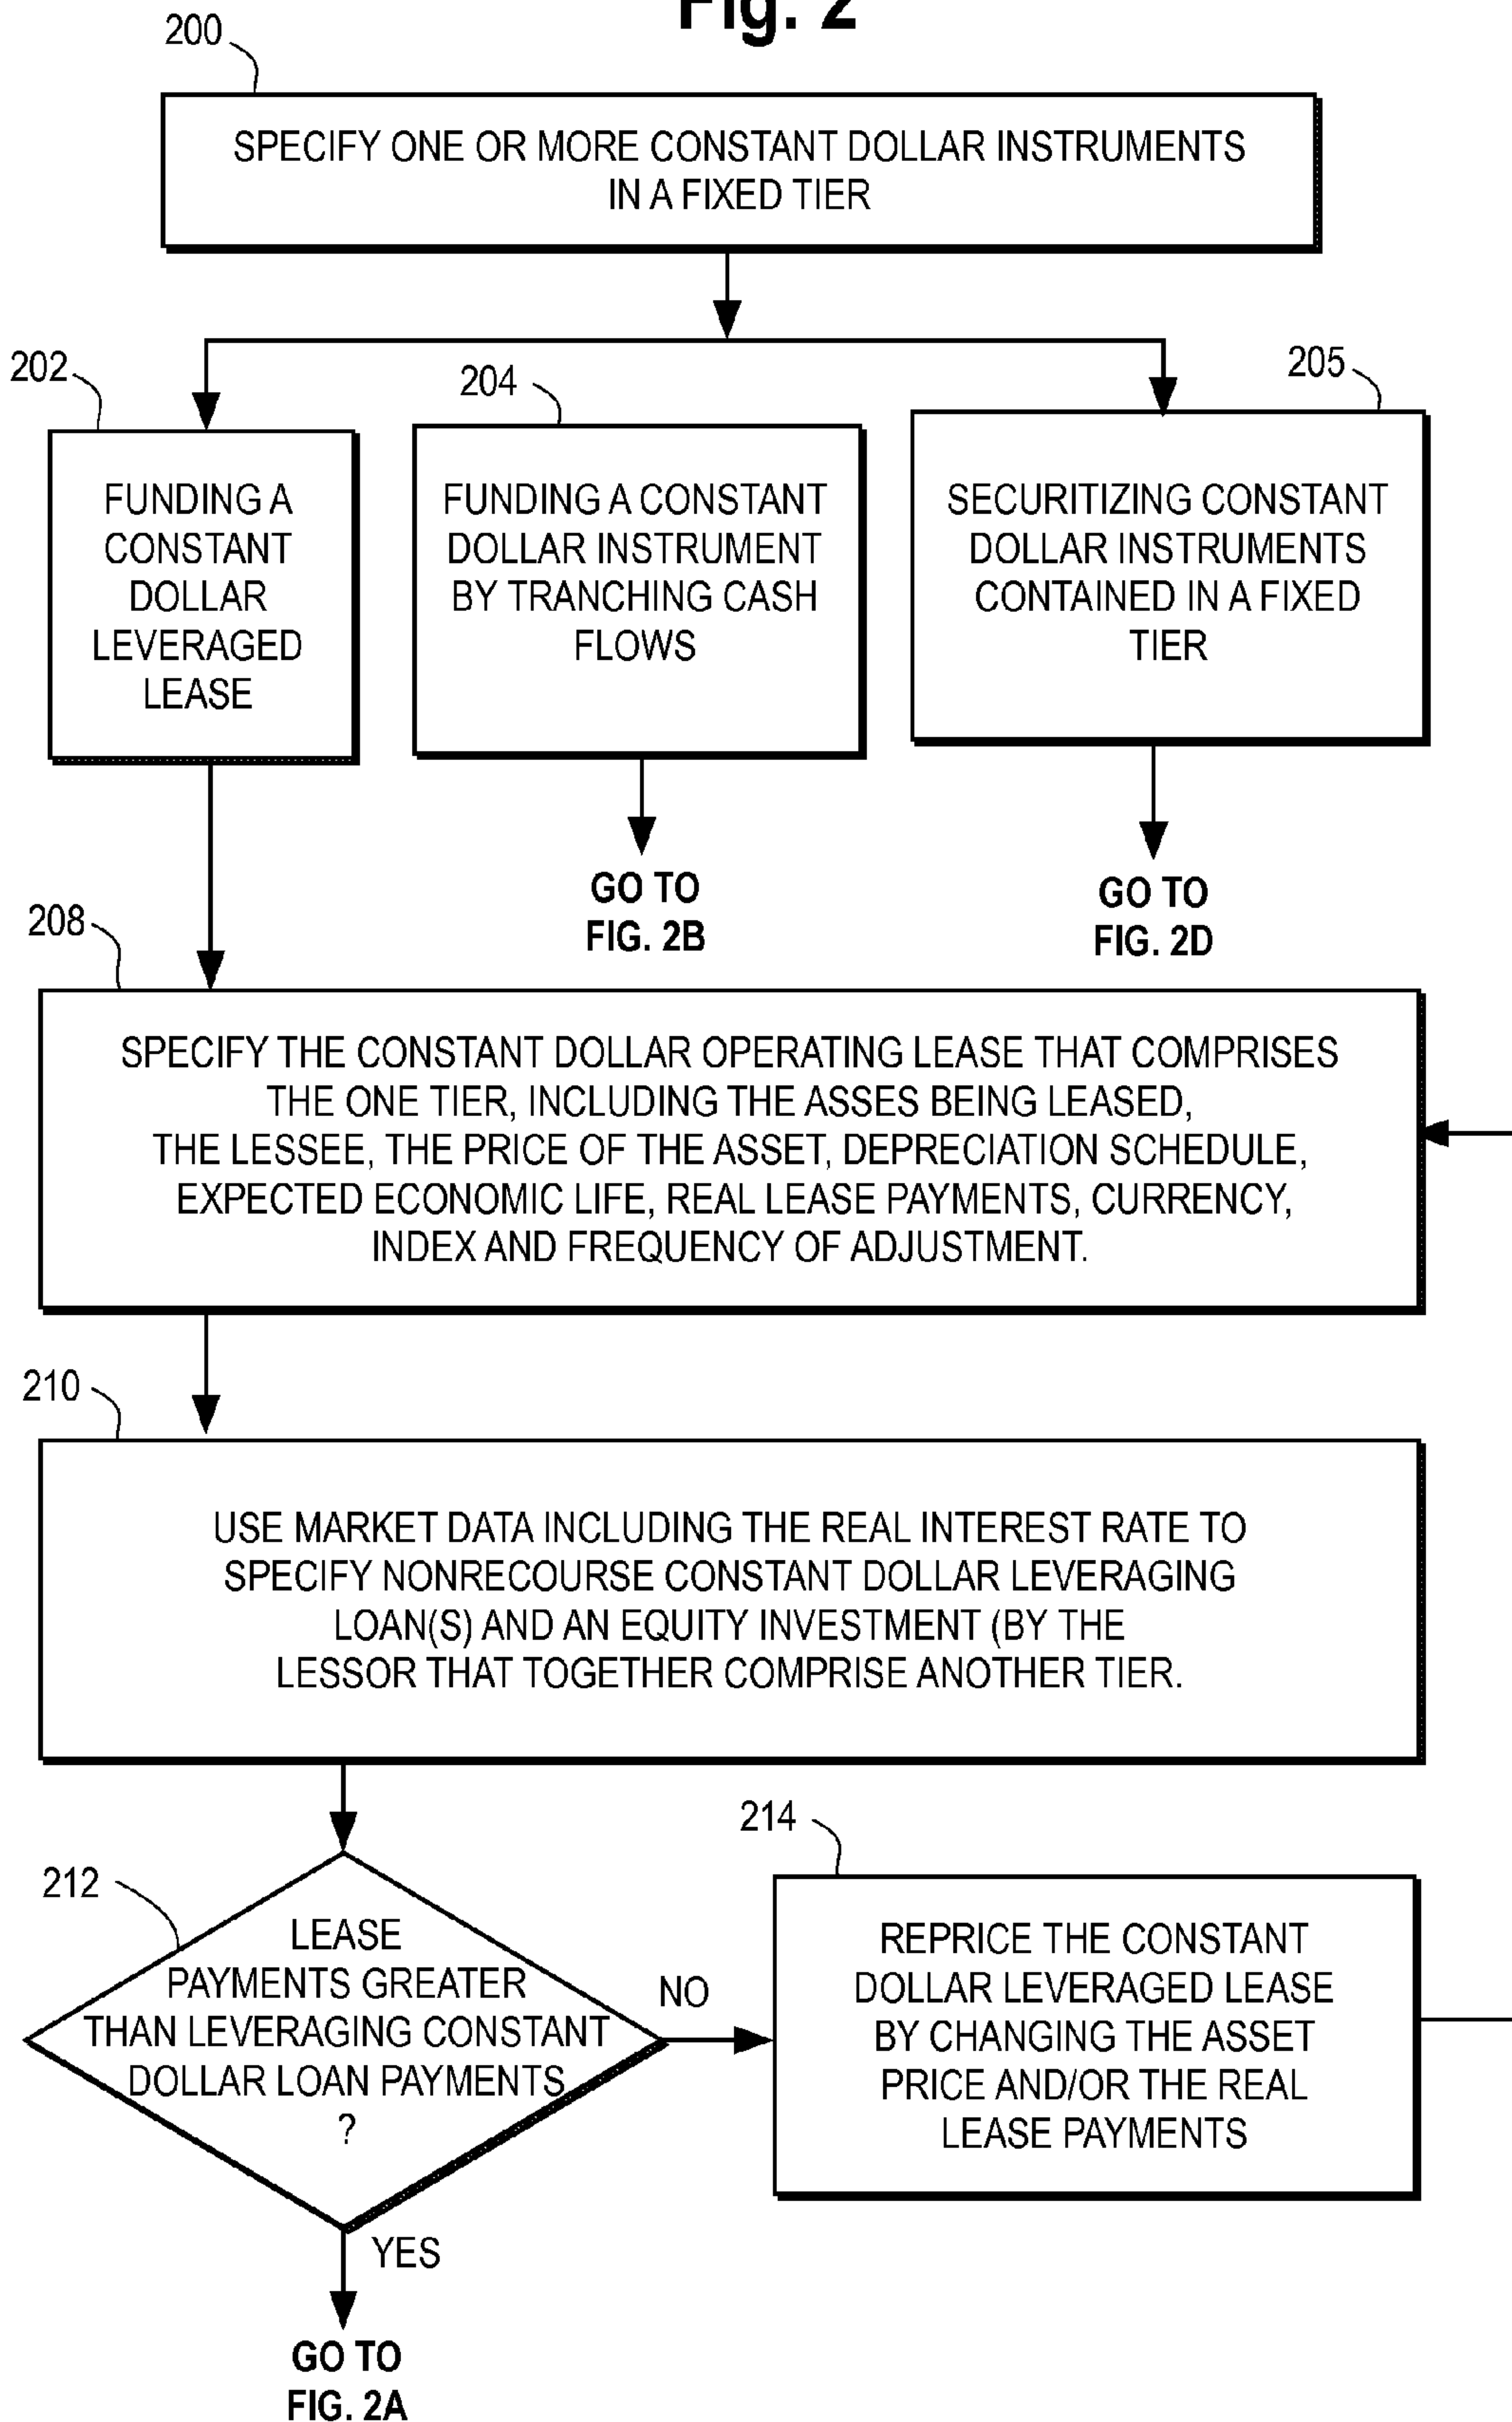 Fig. 2
200
SPECIFY ONE OR MORE CONSTANT DOLLAR INSTRUMENTS
IN A FIXED TIER
202
FUNDING A
CONSTANT
DOLLAR
LEVERAGED
LEASE
204
FUNDING A CONSTANT
DOLLAR INSTRUMENT
BY TRANCHING CASH
FLOWS
GO TO
FIG. 2B
205
SECURITIZING CONSTANT
DOLLAR INSTRUMENTS
CONTAINED IN A FIXED
TIER
GO TO
FIG. 2D
208
SPECIFY THE CONSTANT DOLLAR OPERATING LEASE THAT COMPRISES
THE ONE TIER, INCLUDING THE ASSES BEING LEASED,
THE LESSEE, THE PRICE OF THE ASSET, DEPRECIATION SCHEDULE,
EXPECTED ECONOMIC LIFE, REAL LEASE PAYMENTS, CURRENCY,
INDEX AND FREQUENCY OF ADJUSTMENT.
210
USE MARKET DATA INCLUDING THE REAL INTEREST RATE TO
SPECIFY NONRECOURSE CONSTANT DOLLAR LEVERAGING
LOAN(S) AND AN EQUITY INVESTMENT (BY THE
LESSOR THAT TOGETHER COMPRISE ANOTHER TIER.
212
LEASE
PAYMENTS GREATER
THAN LEVERAGING CONSTANT
DOLLAR LOAN PAYMENTS
?
NO
214
REPRICE THE CONSTANT
DOLLAR LEVERAGED LEASE
BY CHANGING THE ASSET
PRICE AND/OR THE REAL
LEASE PAYMENTS
YES
GO TO
FIG. 2A